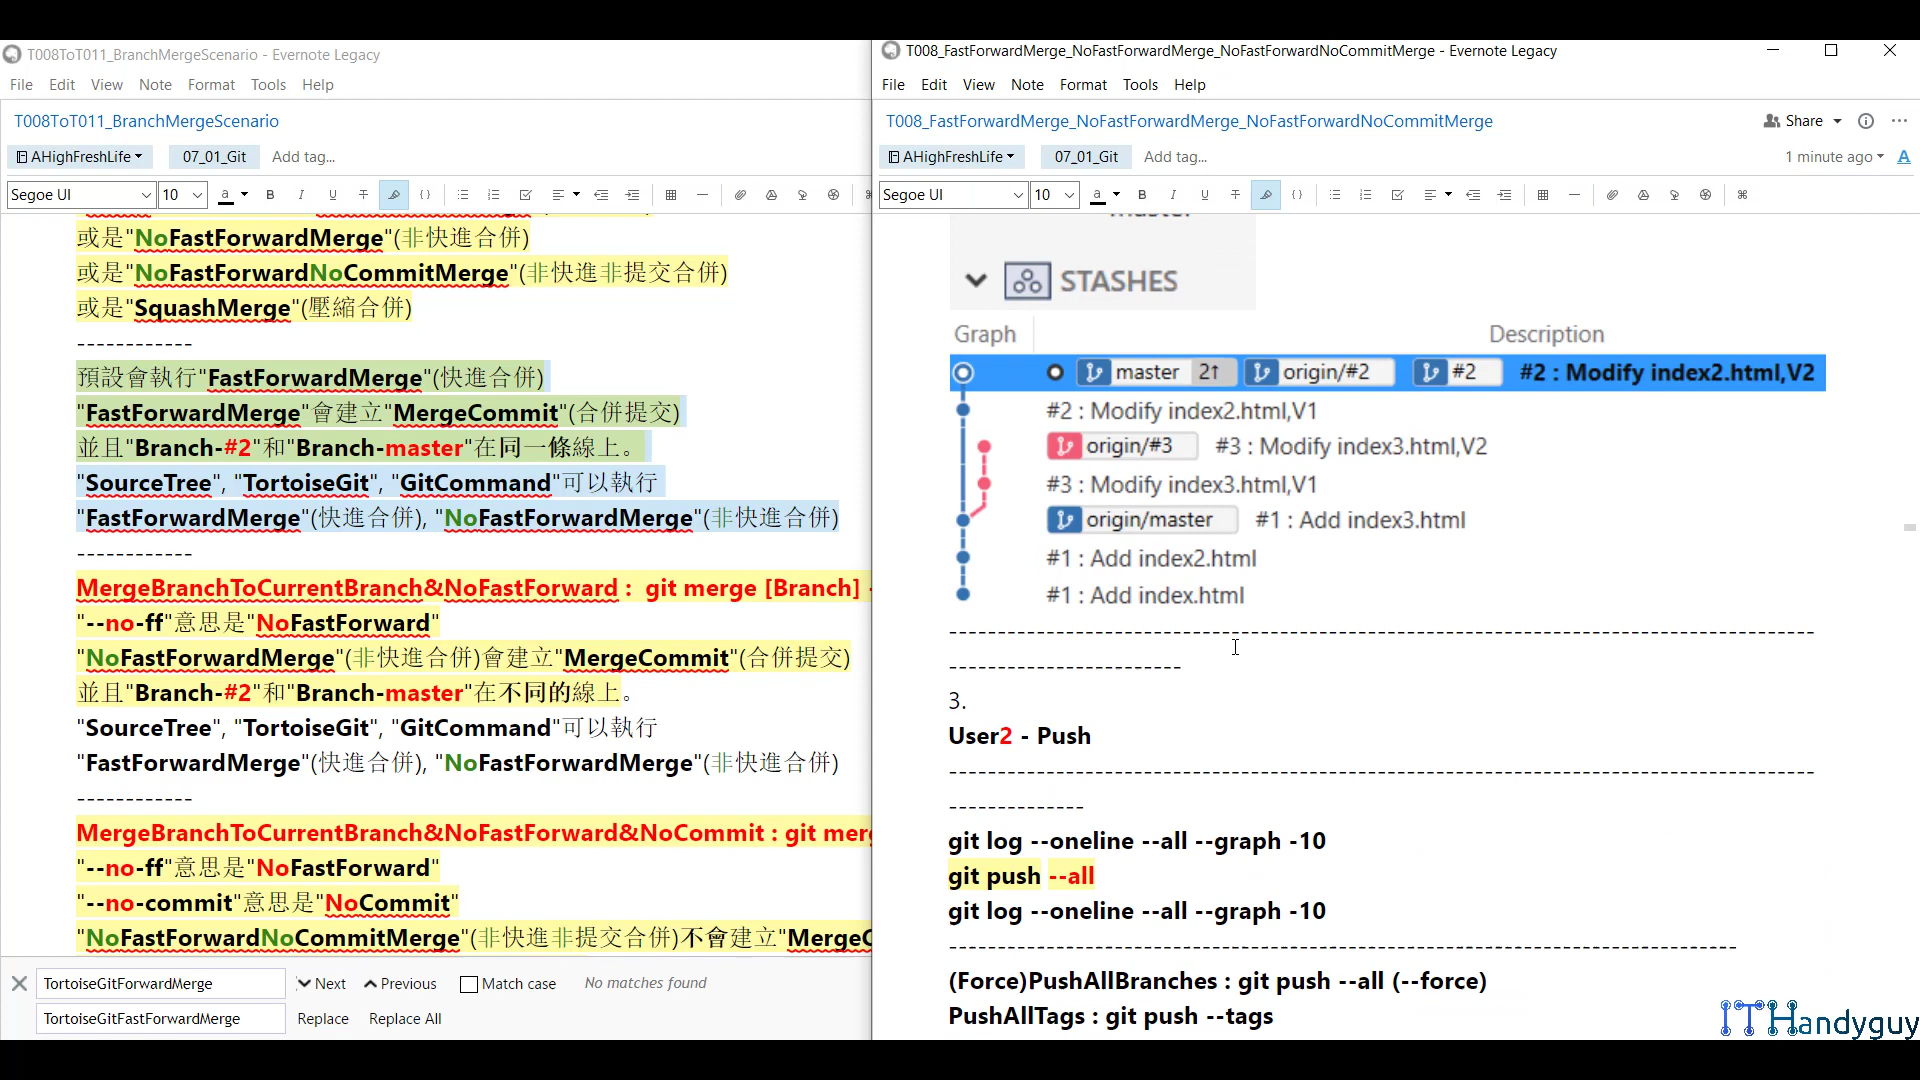 T008ToT011_BranchMergeScenario - Evernote Legacy
File Edit View Note Format Tools Help
T008ToT011_BranchMergeScenario
AHighFreshLife 07_01_Git Add tag...
Segoe UI 10 a B I U T
或是"NoFastForwardMerge"(非快進合併)
或是"NoFastForwardNoCommitMerge"(非快進非提交合併)
或是"SquashMerge"(壓縮合併)
------------
預設會執行"FastForwardMerge"(快進合併)
"FastForwardMerge"會建立"MergeCommit"(合併提交)
並且"Branch-#2"和"Branch-master"在同一條線上。
"SourceTree", "TortoiseGit", "GitCommand"可以執行
"FastForwardMerge"(快進合併), "NoFastForwardMerge"(非快進合併)
------------
MergeBranchToCurrentBranch&NoFastForward : git merge [Branch] -
"--no-ff"意思是"NoFastForward"
"NoFastForwardMerge"(非快進合併)會建立"MergeCommit"(合併提交)
並且"Branch-#2"和"Branch-master"在不同的線上。
"SourceTree", "TortoiseGit", "GitCommand"可以執行
"FastForwardMerge"(快進合併), "NoFastForwardMerge"(非快進合併)
------------
MergeBranchToCurrentBranch&NoFastForward&NoCommit : git merg
"--no-ff"意思是"NoFastForward"
"--no-commit"意思是"NoCommit"
"NoFastForwardNoCommitMerge"(非快進非提交合併)不會建立"MergeC
TortoiseGitForwardMerge Next Previous Match case No matches found
TortoiseGitFastForwardMerge Replace Replace All
T008_FastForwardMerge_NoFastForwardMerge_NoFastForwardNoCommitMerge - Evernote Legacy
File Edit View Note Format Tools Help
T008_FastForwardMerge_NoFastForwardMerge_NoFastForwardNoCommitMerge Share
AHighFreshLife 07_01_Git Add tag... 1 minute ago A
Segoe UI 10 a B I U T
STASHES
Graph Description
master 2↑ origin/#2 #2 #2 : Modify index2.html,V2
#2 : Modify index2.html,V1
origin/#3 #3 : Modify index3.html,V2
#3 : Modify index3.html,V1
origin/master #1 : Add index3.html
#1 : Add index2.html
#1 : Add index.html
-----------------------------------------------------------------------------------------
------------------------
3.
User2 - Push
-----------------------------------------------------------------------------------------
--------------
git log --oneline --all --graph -10
git push --all
git log --oneline --all --graph -10
---------------------------------------------------------------------------------
(Force)PushAllBranches : git push --all (--force)
PushAllTags : git push --tags
ITHandyguy